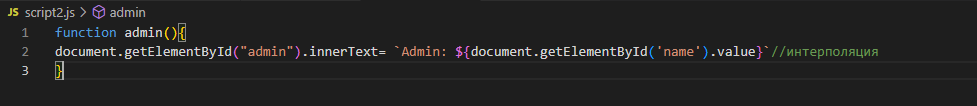 JS script2.js > admin
1 function admin(){
2 document.getElementById("admin").innerText= `Admin: ${document.getElementById('name').value}`//интерполяция
3 }